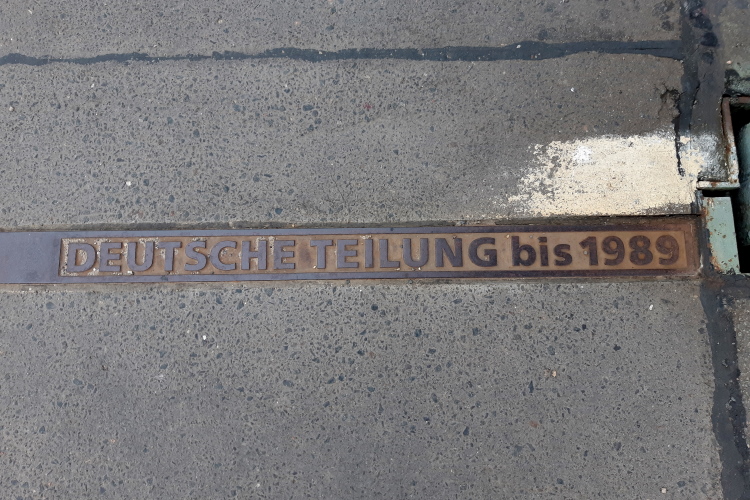 DEUTSCHE TEILUNG bis 1989